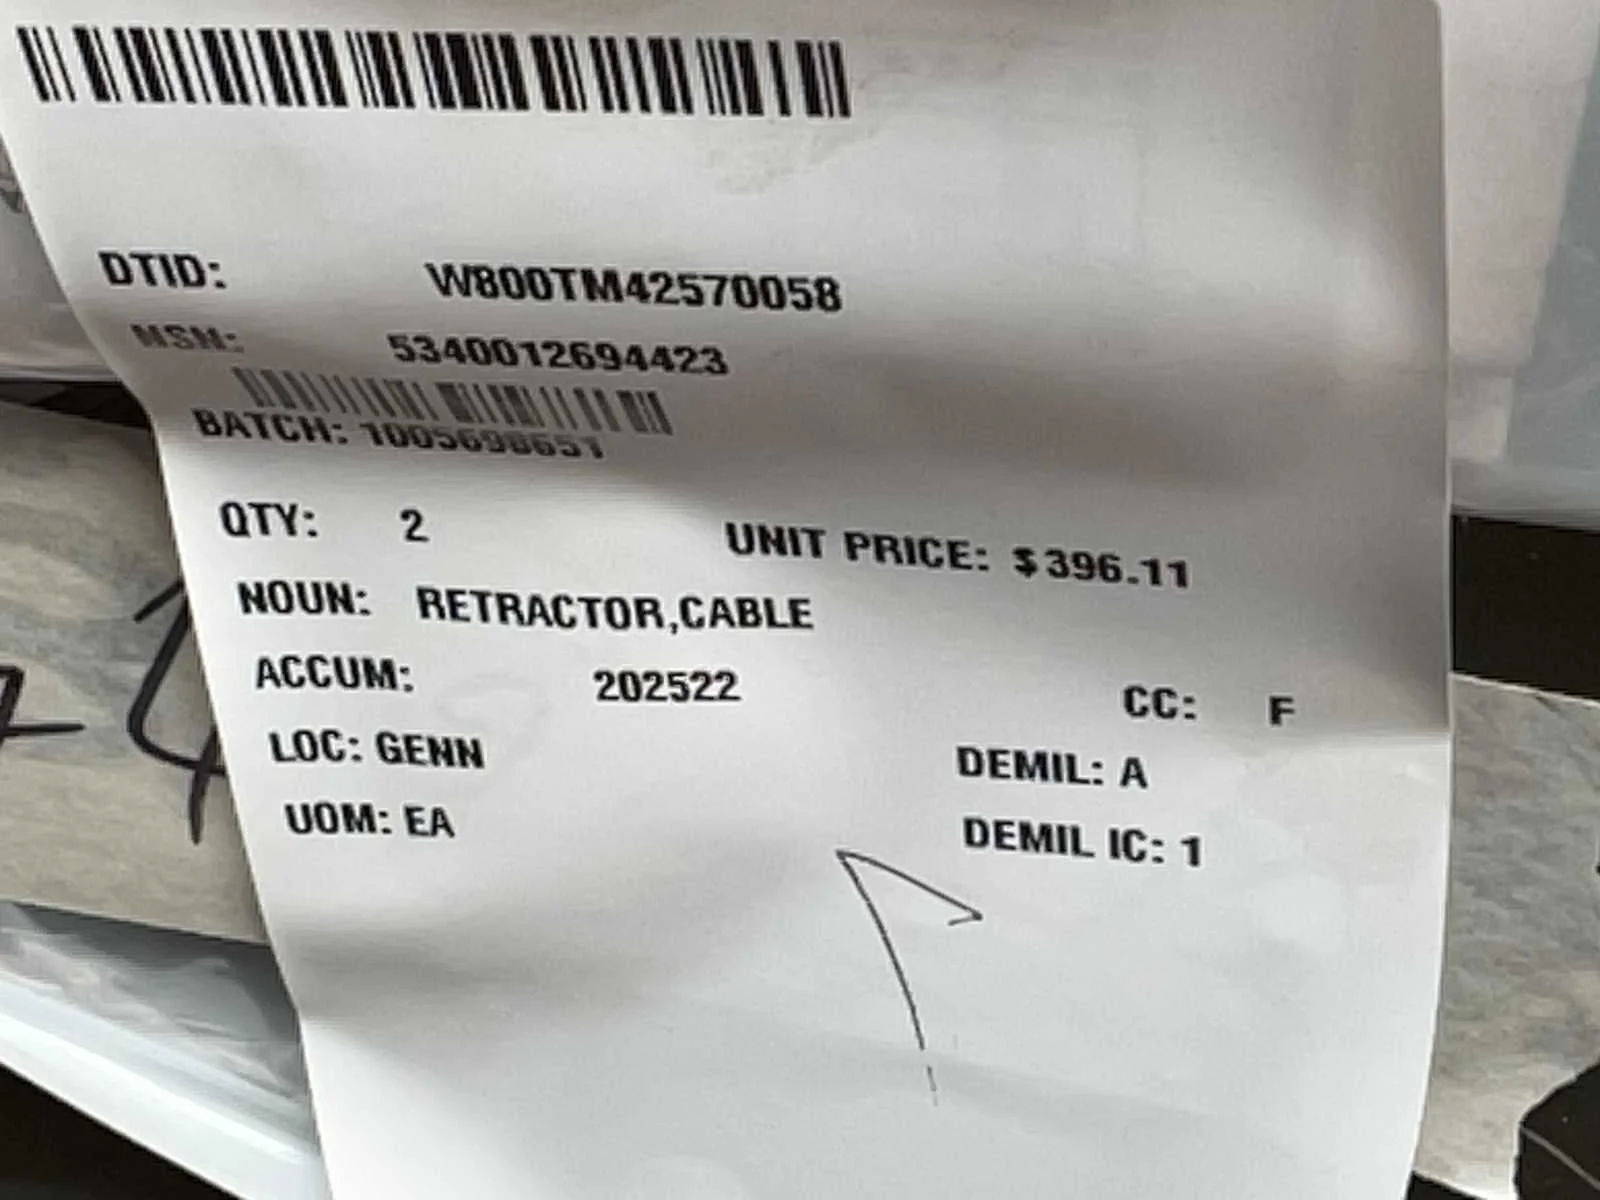 DTID: W800TM42570058
NSN: 5340012694423
BATCH: 1005698651
QTY: 2 UNIT PRICE: $396.11
NOUN: RETRACTOR,CABLE
ACCUM: 202522 CC: F
LOC: GENN DEMIL: A
UOM: EA DEMIL IC: 1